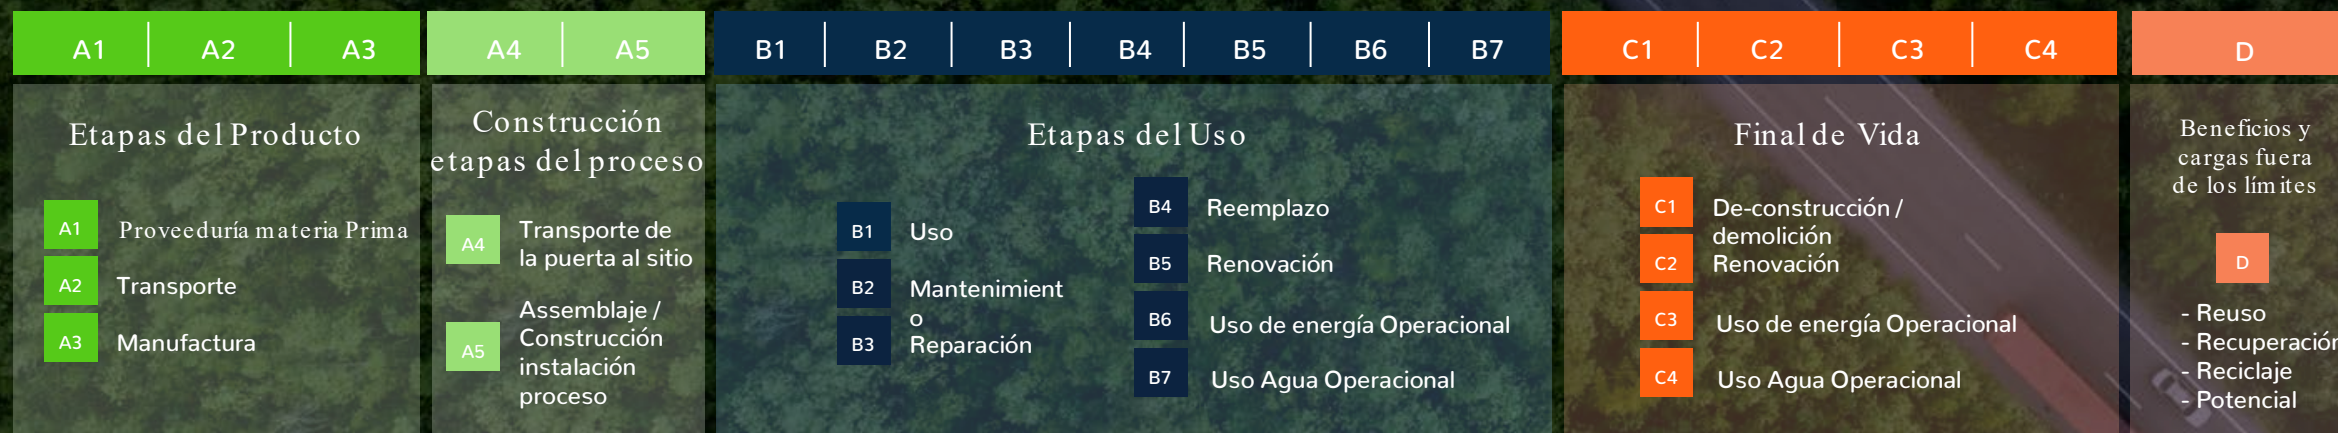 A1 A2 A3 A4 A5 B1 B2 B3 B4 B5 B6 B7 C1 C2 C3 C4 D
Etapas del Producto
A1 Proveeduría materia Prima
A2 Transporte
A3 Manufactura
Construcción
etapas del proceso
A4 Transporte de
la puerta al sitio
A5 Assemblaje /
Construcción
instalación
proceso
Etapas del Uso
B1 Uso
B2 Mantenimient
o
B3 Reparación
B4 Reemplazo
B5 Renovación
B6 Uso de energía Operacional
B7 Uso Agua Operacional
Final de Vida
C1 De-construcción /
demolición
C2 Renovación
C3 Uso de energía Operacional
C4 Uso Agua Operacional
Beneficios y
cargas fuera
de los límites
D
- Reuso
- Recuperación
- Reciclaje
- Potencial